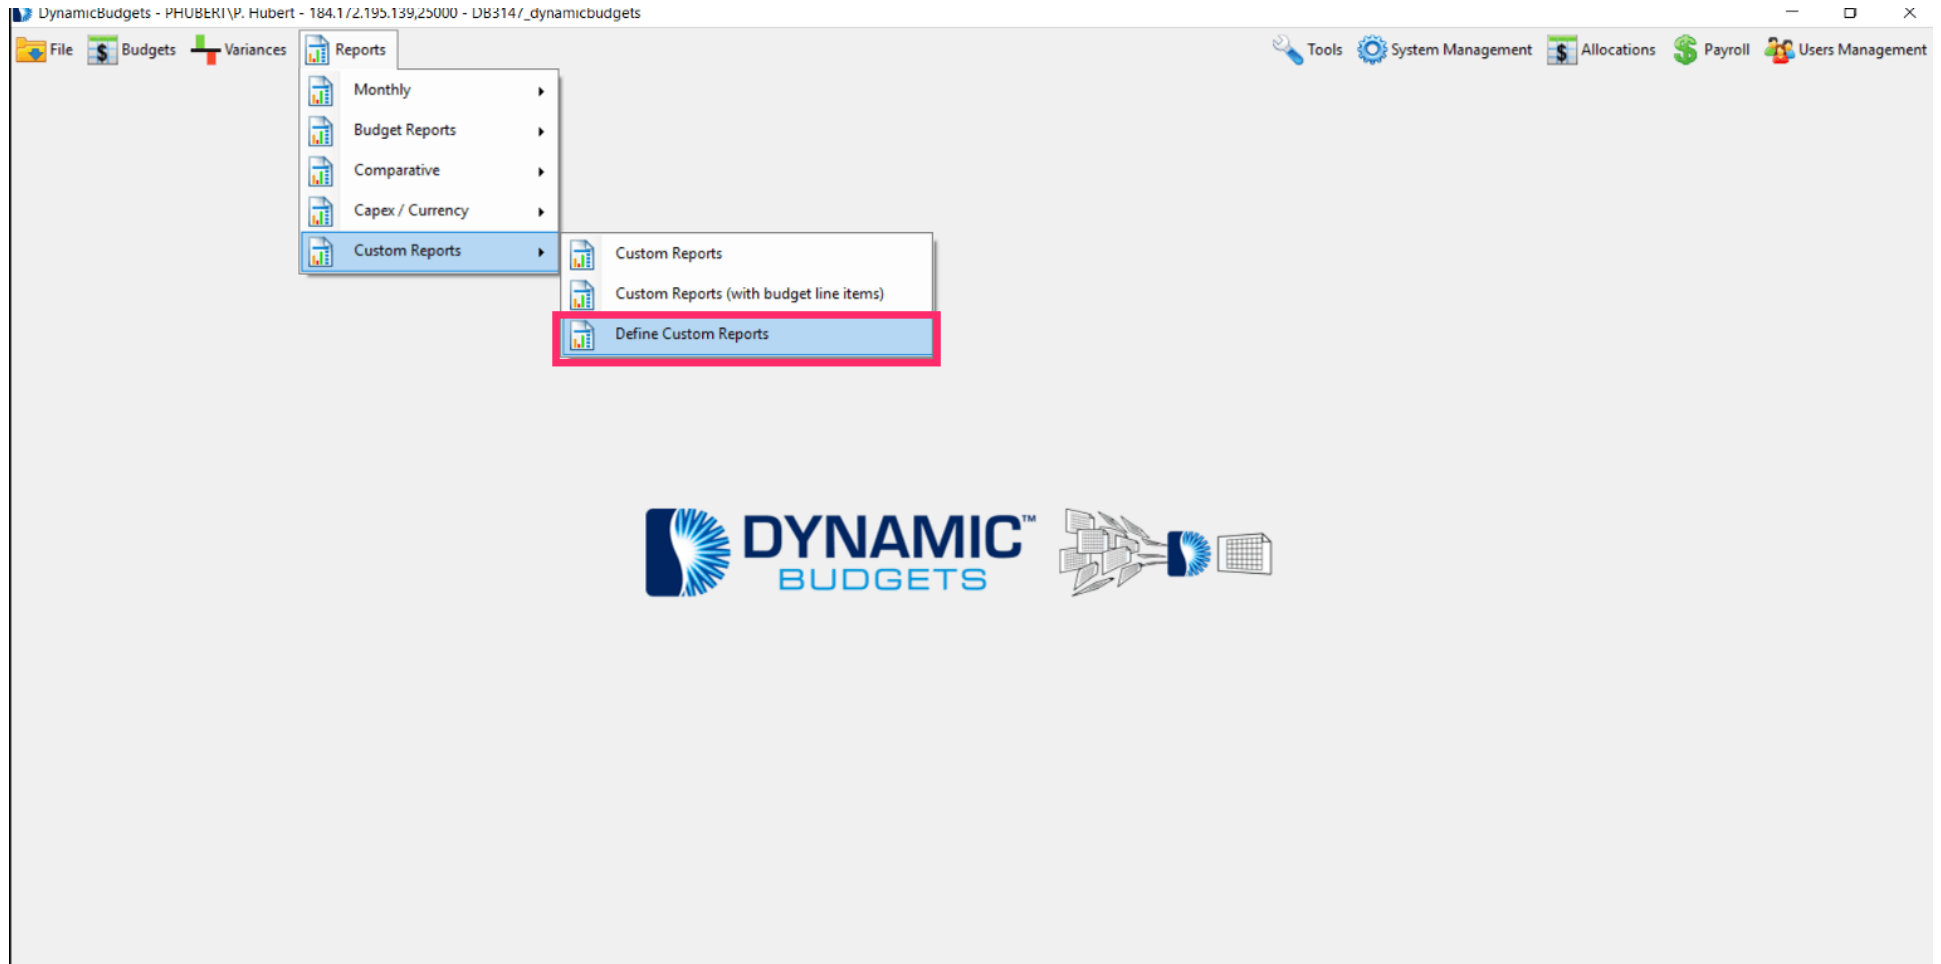 DynamicBudgets - PHUBERT\P. Hubert - 184.172.195.139,25000 - DB3147_dynamicbudgets
File Budgets Variances Reports Tools System Management Allocations Payroll Users Management
Monthly
Budget Reports
Comparative
Capex / Currency
Custom Reports
Custom Reports
Custom Reports (with budget line items)
Define Custom Reports
DYNAMIC™
BUDGETS